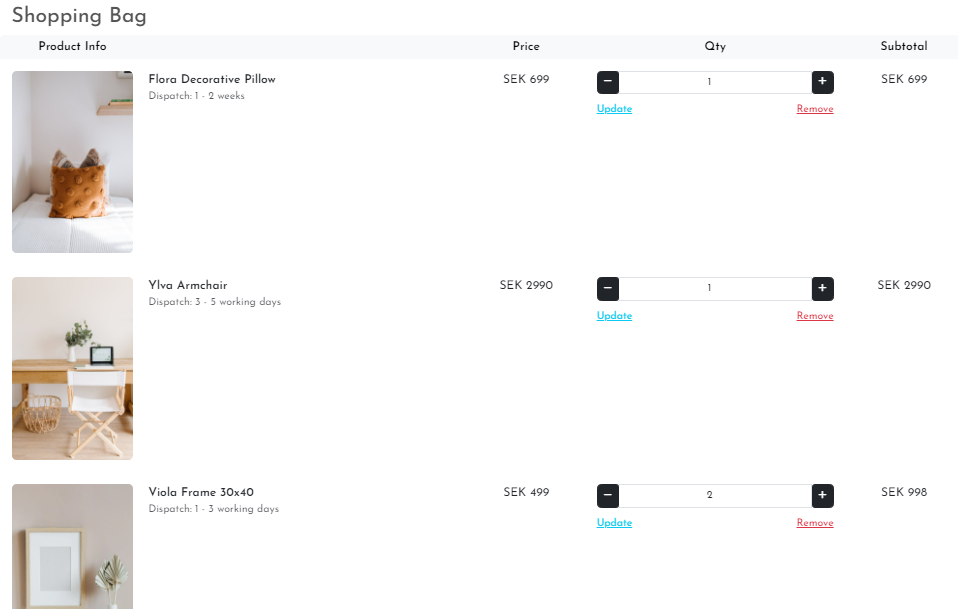 Shopping Bag
Product Info Price Qty Subtotal
Flora Decorative Pillow SEK 699 − 1 + SEK 699
Dispatch: 1 - 2 weeks
Update Remove
Ylva Armchair SEK 2990 − 1 + SEK 2990
Dispatch: 3 - 5 working days
Update Remove
Viola Frame 30x40 SEK 499 − 2 + SEK 998
Dispatch: 1 - 3 working days
Update Remove